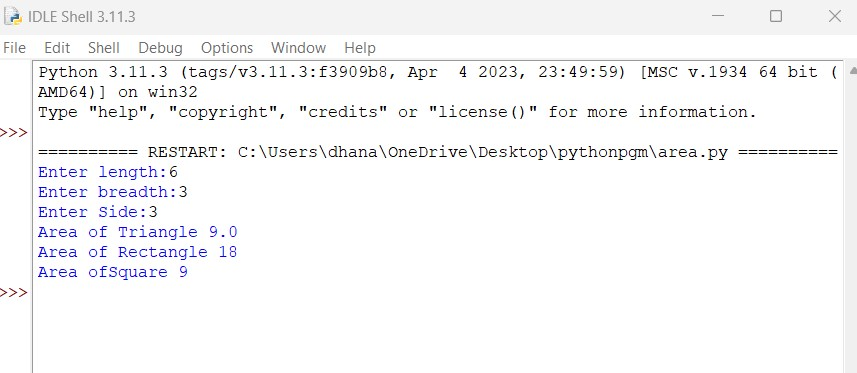 IDLE Shell 3.11.3
File Edit Shell Debug Options Window Help
Python 3.11.3 (tags/v3.11.3:f3909b8, Apr  4 2023, 23:49:59) [MSC v.1934 64 bit (
AMD64)] on win32
Type "help", "copyright", "credits" or "license()" for more information.
>>>
========== RESTART: C:\Users\dhana\OneDrive\Desktop\pythonpgm\area.py ==========
Enter length:6
Enter breadth:3
Enter Side:3
Area of Triangle 9.0
Area of Rectangle 18
Area ofSquare 9
>>>